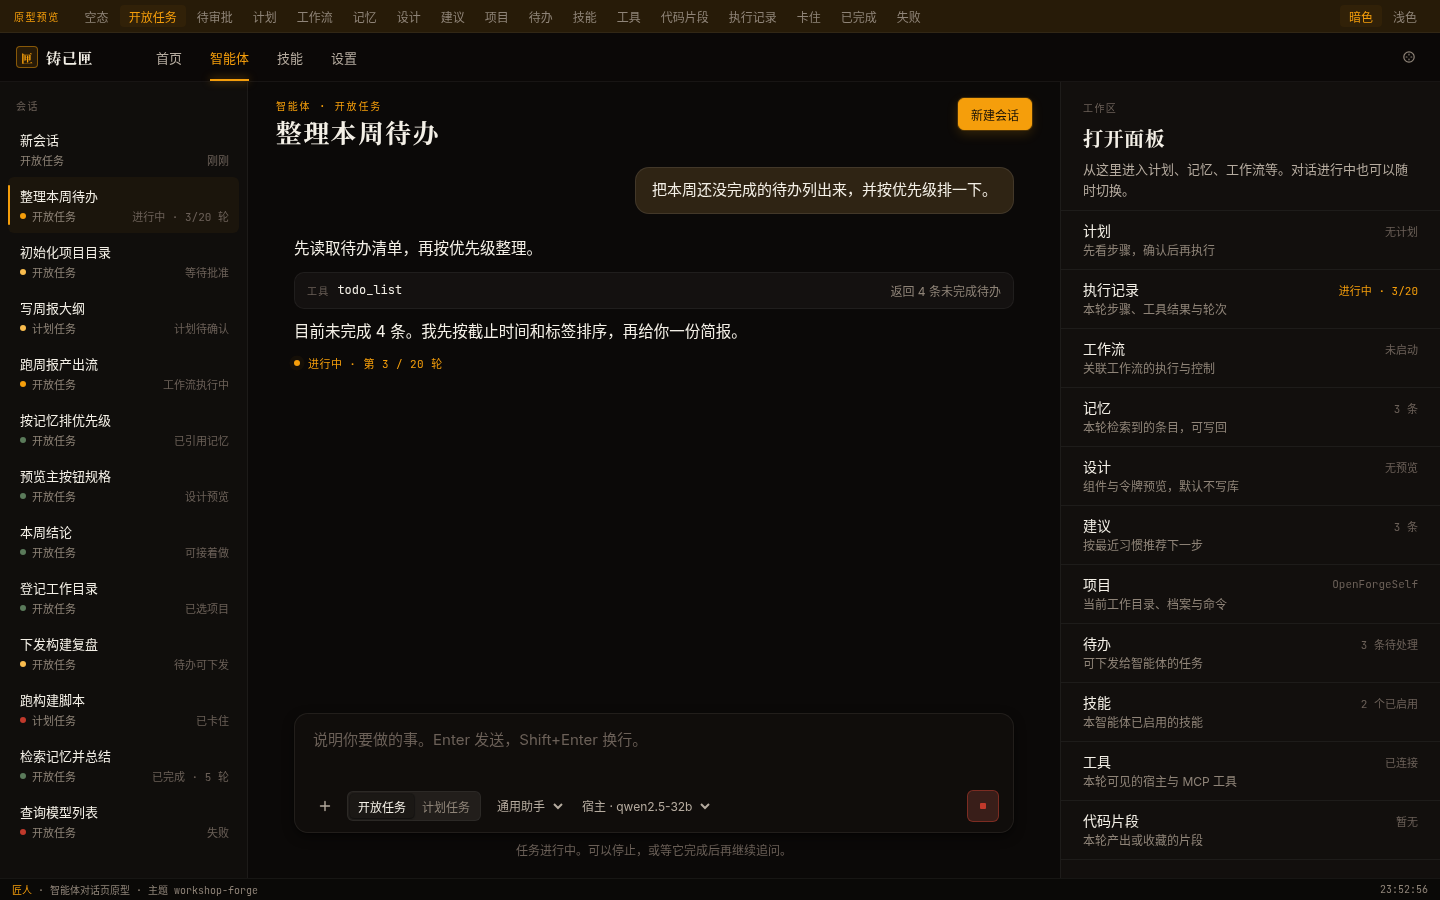 原型预览 空态 开放任务 待审批 计划 工作流 记忆 设计 建议 项目 待办 技能 工具 代码片段 执行记录 卡住 已完成 失败 暗色 浅色
匠 铸己匣 首页 智能体 技能 设置
会话
新会话
开放任务 刚刚
整理本周待办
开放任务 进行中 · 3/20 轮
初始化项目目录
开放任务 等待批准
写周报大纲
计划任务 计划待确认
跑周报产出流
开放任务 工作流执行中
按记忆排优先级
开放任务 已引用记忆
预览主按钮规格
开放任务 设计预览
本周结论
开放任务 可接着做
登记工作目录
开放任务 已选项目
下发构建复盘
开放任务 待办可下发
跑构建脚本
计划任务 已卡住
检索记忆并总结
开放任务 已完成 · 5 轮
查询模型列表
开放任务 失败
智能体 · 开放任务
整理本周待办
新建会话
把本周还没完成的待办列出来，并按优先级排一下。
先读取待办清单，再按优先级整理。
工具 todo_list 返回 4 条未完成待办
目前未完成 4 条。我先按截止时间和标签排序，再给你一份简报。
进行中 · 第 3 / 20 轮
说明你要做的事。Enter 发送，Shift+Enter 换行。
+ 开放任务 计划任务 通用助手 宿主 · qwen2.5-32b
任务进行中。可以停止，或等它完成后再继续追问。
工作区
打开面板
从这里进入计划、记忆、工作流等。对话进行中也可以随
时切换。
计划 无计划
先看步骤，确认后再执行
执行记录 进行中 · 3/20
本轮步骤、工具结果与轮次
工作流 未启动
关联工作流的执行与控制
记忆 3 条
本轮检索到的条目，可写回
设计 无预览
组件与令牌预览，默认不写库
建议 3 条
按最近习惯推荐下一步
项目 OpenForgeSelf
当前工作目录、档案与命令
待办 3 条待处理
可下发给智能体的任务
技能 2 个已启用
本智能体已启用的技能
工具 已连接
本轮可见的宿主与 MCP 工具
代码片段 暂无
本轮产出或收藏的片段
匠人 · 智能体对话页原型 · 主题 workshop-forge 23:52:56